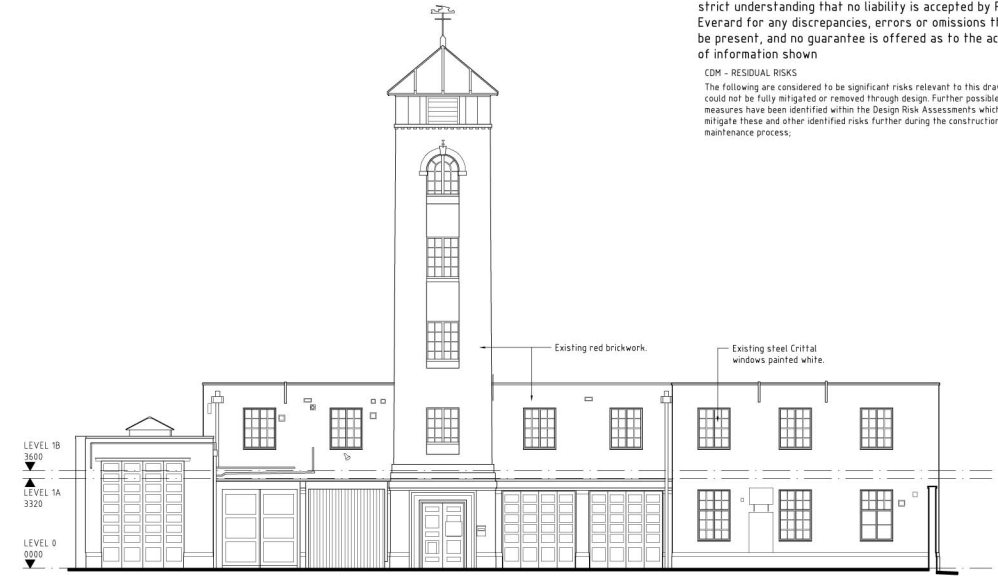 strict understanding that no liability is accepted by
Everard for any discrepancies, errors or omissions
be present, and no guarantee is offered as to the
of information shown
CDM - RESIDUAL RISKS
The following are considered to be significant risks relevant to this
could not be fully mitigated or removed through design. Further possible
measures have been identified within the Design Risk Assessments
mitigate these and other identified risks further during the construction
maintenance process;
Existing red brickwork.
Existing steel Crittal
windows painted white.
LEVEL 1B
3600
LEVEL 1A
3320
LEVEL 0
0000